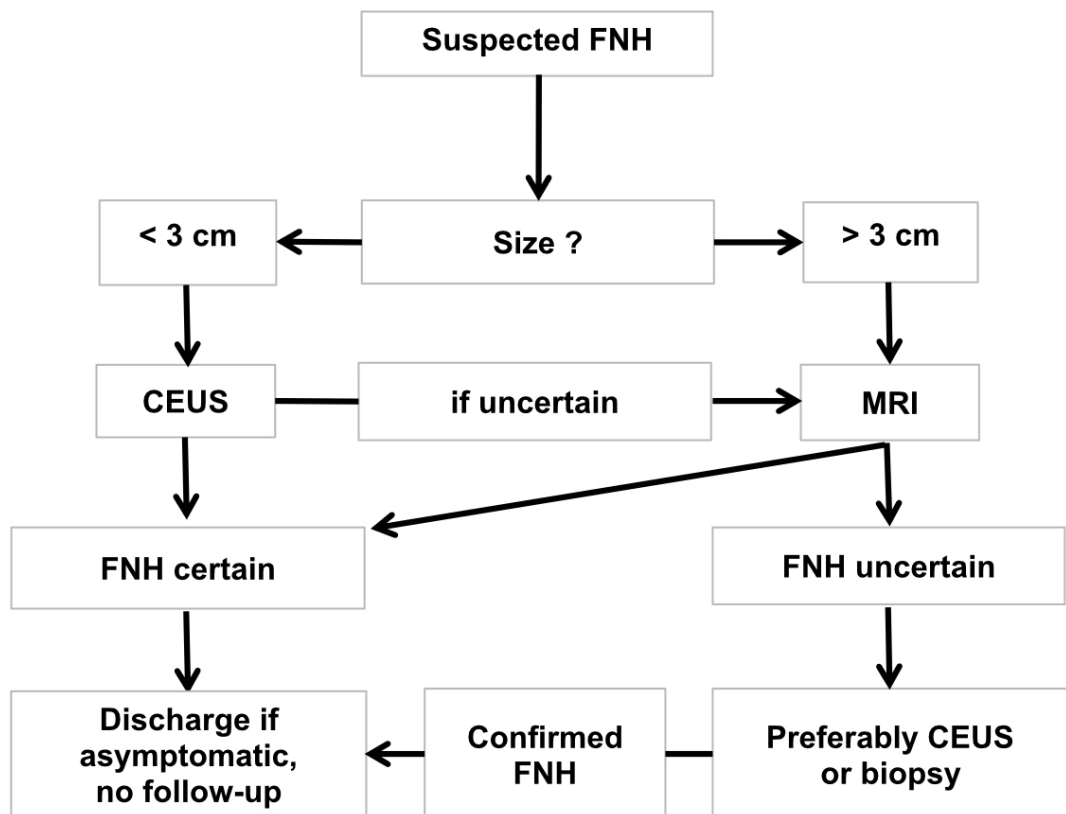 Suspected FNH
< 3 cm
Size ?
> 3 cm
CEUS
if uncertain
MRI
FNH certain
FNH uncertain
Discharge if
asymptomatic,
no follow-up
Confirmed
FNH
Preferably CEUS
or biopsy